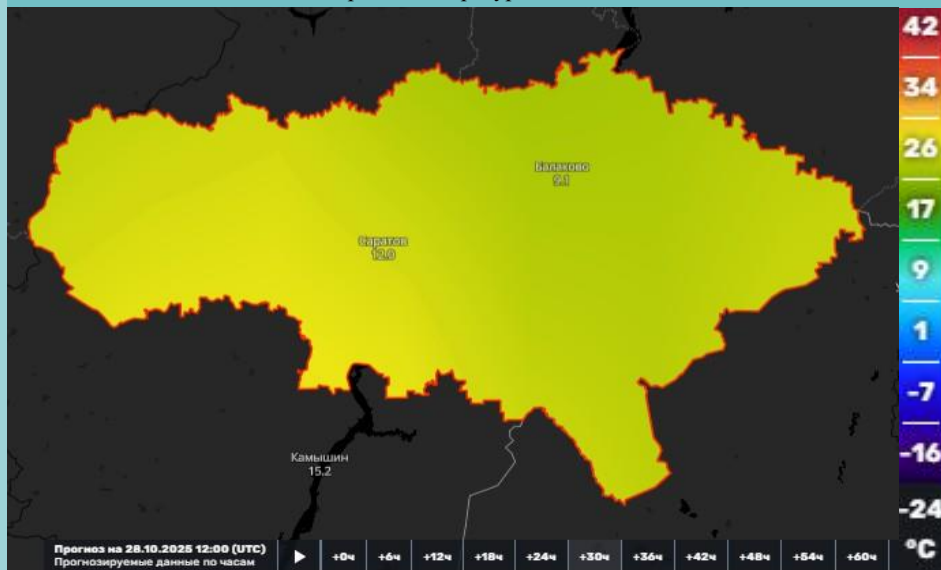 42
34
26
17
9
1
-7
-16
-24
°C
Балаково
9.1
Саратов
12.0
Камышин
15.2
Прогноз на 28.10.2025 12:00 (UTC)
Прогнозируемые данные по часам
+0ч +6ч +12ч +18ч +24ч +30ч +36ч +42ч +48ч +54ч +60ч